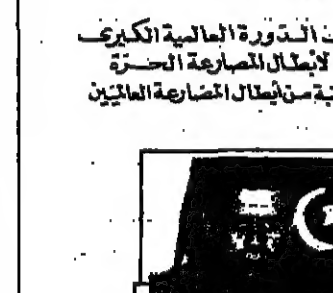 الدورة العالمية الكبرى
لأبطال المصارعة الحرة
من أبطال المصارعة العالميين